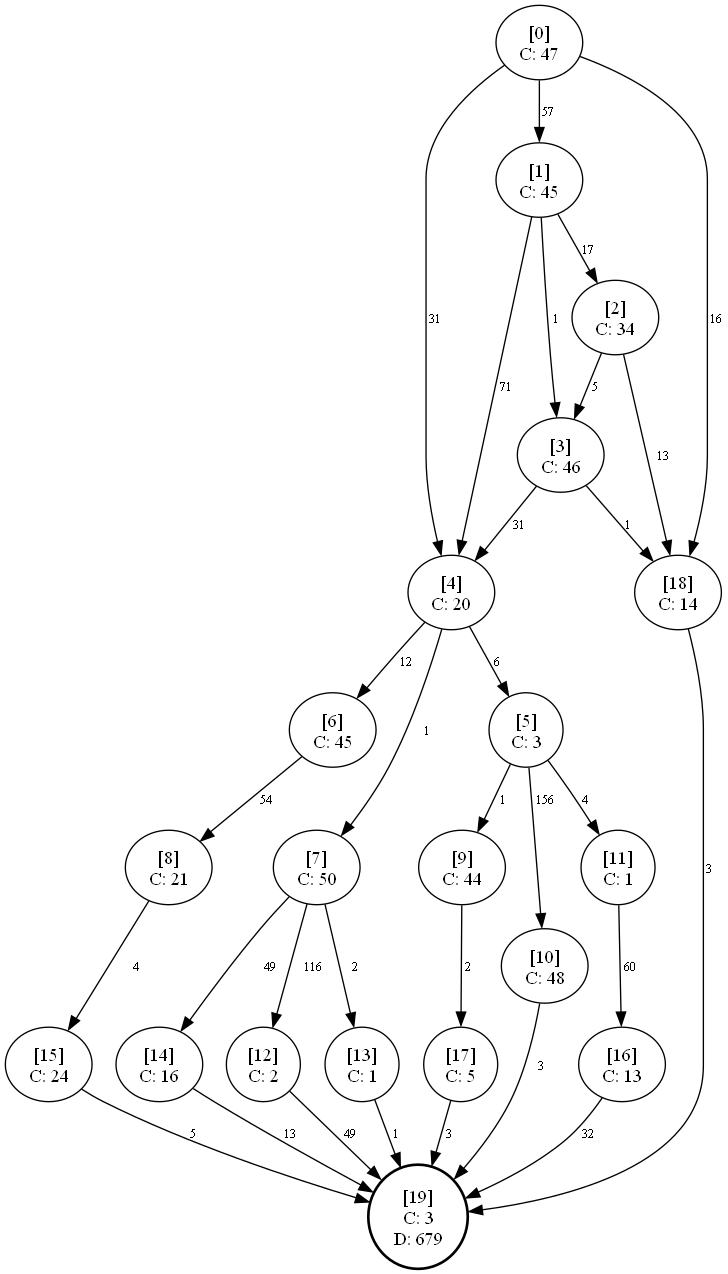 [0]
C: 47
57
[1]
C: 45
17
[2]
C: 34
31
1
16
71
5
13
[3]
C: 46
31
1
[4]
C: 20
[18]
C: 14
12
1
6
[6]
C: 45
[5]
C: 3
54
1
156
4
[8]
C: 21
[7]
C: 50
[9]
C: 44
[11]
C: 1
3
4
49
116
2
2
[10]
C: 48
60
[15]
C: 24
[14]
C: 16
[12]
C: 2
[13]
C: 1
[17]
C: 5
3
[16]
C: 13
5
13
49
1
3
32
[19]
C: 3
D: 679